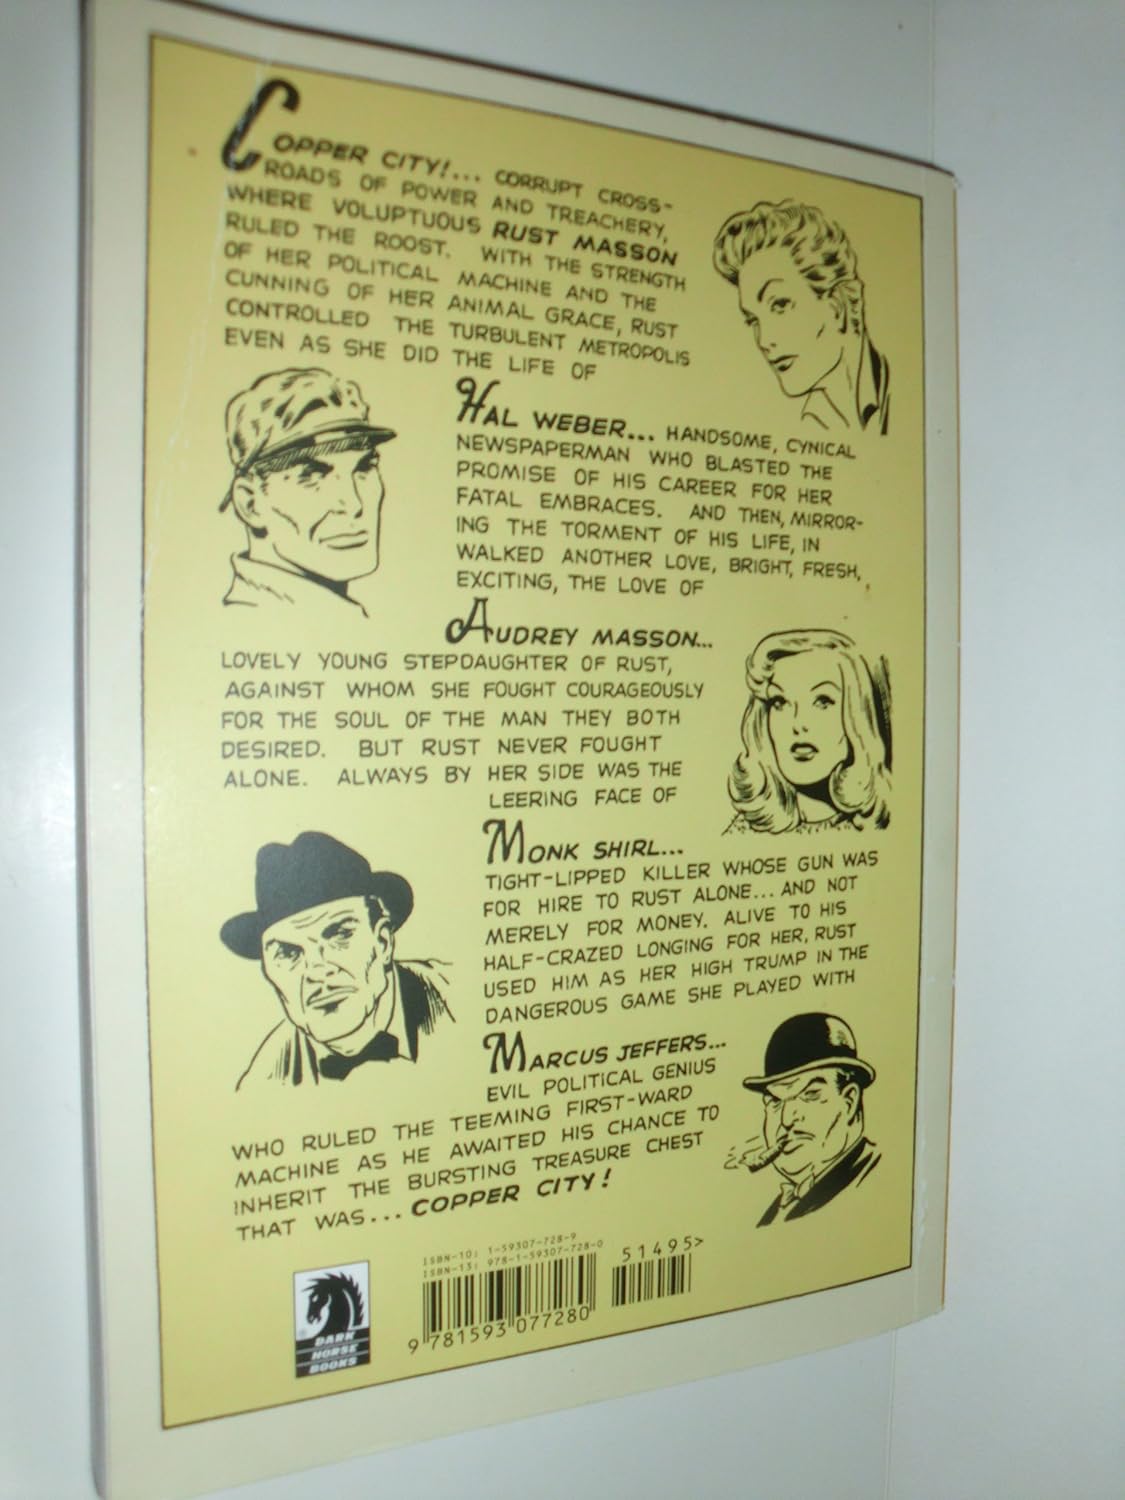 COPPER CITY!... CORRUPT CROSS-
ROADS OF POWER AND TREACHERY,
WHERE VOLUPTUOUS RUST MASSON
RULED THE ROOST. WITH THE STRENGTH
OF HER POLITICAL MACHINE AND THE
CUNNING OF HER ANIMAL GRACE, RUST
CONTROLLED THE TURBULENT METROPOLIS
EVEN AS SHE DID THE LIFE OF
HAL WEBER... HANDSOME, CYNICAL
NEWSPAPERMAN WHO BLASTED THE
PROMISE OF HIS CAREER FOR HER
FATAL EMBRACES. AND THEN, MIRROR-
ING THE TORMENT OF HIS LIFE, IN
WALKED ANOTHER LOVE, BRIGHT, FRESH,
EXCITING, THE LOVE OF
AUDREY MASSON...
LOVELY YOUNG STEPDAUGHTER OF RUST,
AGAINST WHOM SHE FOUGHT COURAGEOUSLY
FOR THE SOUL OF THE MAN THEY BOTH
DESIRED. BUT RUST NEVER FOUGHT
ALONE. ALWAYS BY HER SIDE WAS THE
LEERING FACE OF
MONK SHIRL...
TIGHT-LIPPED KILLER WHOSE GUN WAS
FOR HIRE TO RUST ALONE... AND NOT
MERELY FOR MONEY. ALIVE TO HIS
HALF-CRAZED LONGING FOR HER, RUST
USED HIM AS HER HIGH TRUMP IN THE
DANGEROUS GAME SHE PLAYED WITH
MARCUS JEFFERS...
EVIL POLITICAL GENIUS
WHO RULED THE TEEMING FIRST-WARD
MACHINE AS HE AWAITED HIS CHANCE TO
INHERIT THE BURSTING TREASURE CHEST
THAT WAS... COPPER CITY!
ISBN-10: 1-59307-728-9
ISBN-13: 978-1-59307-728-0
51495>
9 781593 077280
DARK
HORSE
BOOKS